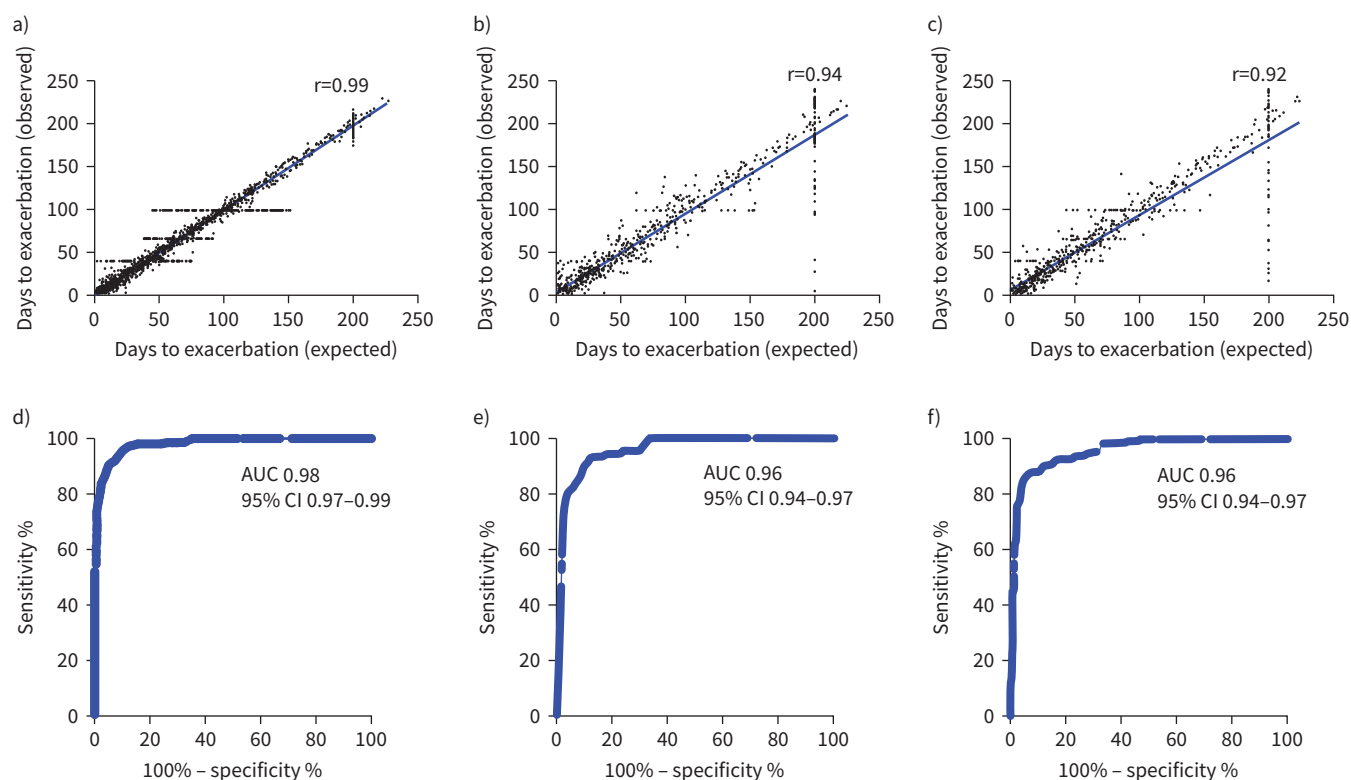 a)
Days to exacerbation (observed)
250
200
150
100
50
0
r=0.99
0 50 100 150 200 250
Days to exacerbation (expected)
b)
Days to exacerbation (observed)
250
200
150
100
50
0
r=0.94
0 50 100 150 200 250
Days to exacerbation (expected)
c)
Days to exacerbation (observed)
250
200
150
100
50
0
r=0.92
0 50 100 150 200 250
Days to exacerbation (expected)
d)
Sensitivity %
100
80
60
40
20
0
AUC 0.98
95% CI 0.97–0.99
0 20 40 60 80 100
100% – specificity %
e)
Sensitivity %
100
80
60
40
20
0
AUC 0.96
95% CI 0.94–0.97
0 20 40 60 80 100
100% – specificity %
f)
Sensitivity %
100
80
60
40
20
0
AUC 0.96
95% CI 0.94–0.97
0 20 40 60 80 100
100% – specificity %